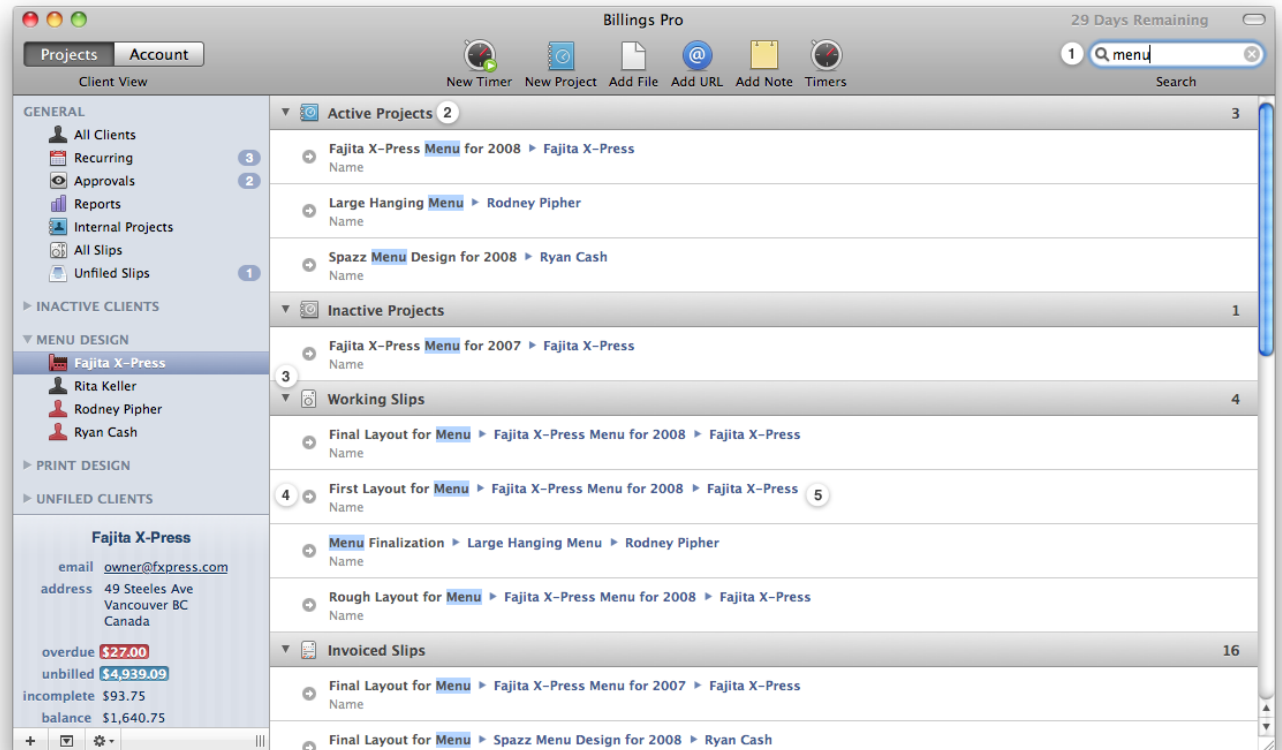 Billings Pro
29 Days Remaining
Projects Account
Client View
New Timer New Project Add File Add URL Add Note Timers
1 menu
Search
GENERAL
All Clients
Recurring 3
Approvals 2
Reports
Internal Projects
All Slips
Unfiled Slips 1
INACTIVE CLIENTS
MENU DESIGN
Fajita X-Press
Rita Keller
Rodney Pipher
Ryan Cash
PRINT DESIGN
UNFILED CLIENTS
Fajita X-Press
email owner@fxpress.com
address 49 Steeles Ave
Vancouver BC
Canada
overdue $27.00
unbilled $4,939.09
incomplete $93.75
balance $1,640.75
Active Projects 2 3
Fajita X-Press Menu for 2008 ▸ Fajita X-Press
Name
Large Hanging Menu ▸ Rodney Pipher
Name
Spazz Menu Design for 2008 ▸ Ryan Cash
Name
Inactive Projects 1
Fajita X-Press Menu for 2007 ▸ Fajita X-Press
Name
3
Working Slips 4
Final Layout for Menu ▸ Fajita X-Press Menu for 2008 ▸ Fajita X-Press
Name
4 First Layout for Menu ▸ Fajita X-Press Menu for 2008 ▸ Fajita X-Press 5
Name
Menu Finalization ▸ Large Hanging Menu ▸ Rodney Pipher
Name
Rough Layout for Menu ▸ Fajita X-Press Menu for 2008 ▸ Fajita X-Press
Name
Invoiced Slips 16
Final Layout for Menu ▸ Fajita X-Press Menu for 2007 ▸ Fajita X-Press
Name
Final Layout for Menu ▸ Spazz Menu Design for 2008 ▸ Ryan Cash